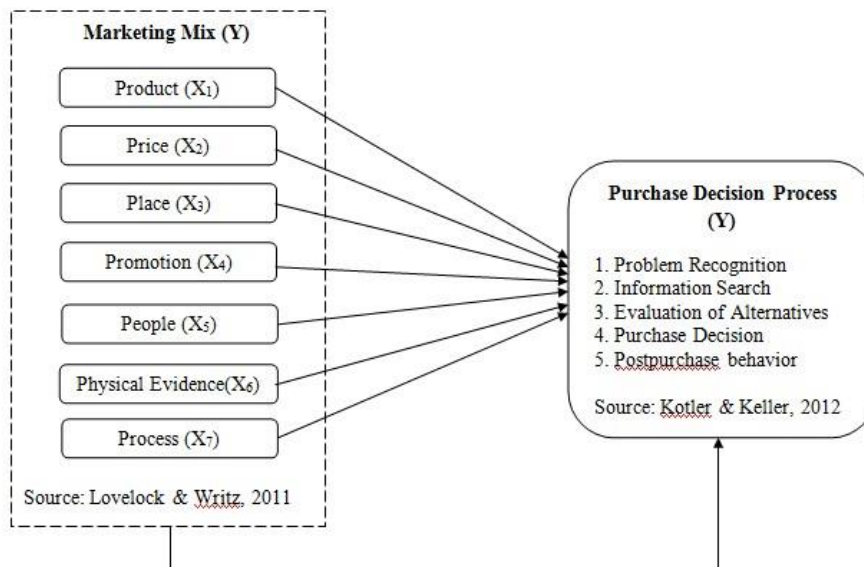 Marketing Mix (Y)
Product (X₁)
Price (X₂)
Place (X₃)
Promotion (X₄)
People (X₅)
Physical Evidence(X₆)
Process (X₇)
Source: Lovelock & Writz, 2011
Purchase Decision Process
(Y)
1. Problem Recognition
2. Information Search
3. Evaluation of Alternatives
4. Purchase Decision
5. Postpurchase behavior
Source: Kotler & Keller, 2012